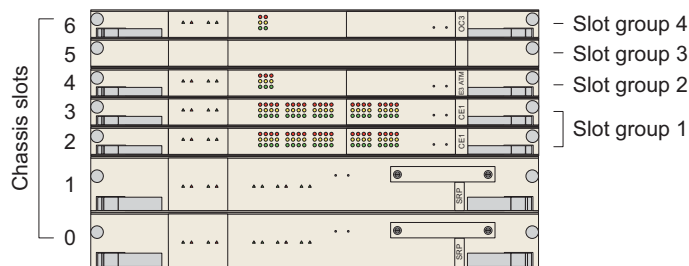 6 OC3 Slot group 4
5 Slot group 3
4 E3 ATM Slot group 2
3 CE1
Slot group 1
2 CE1
Chassis slots
1 SRP
0 SRP